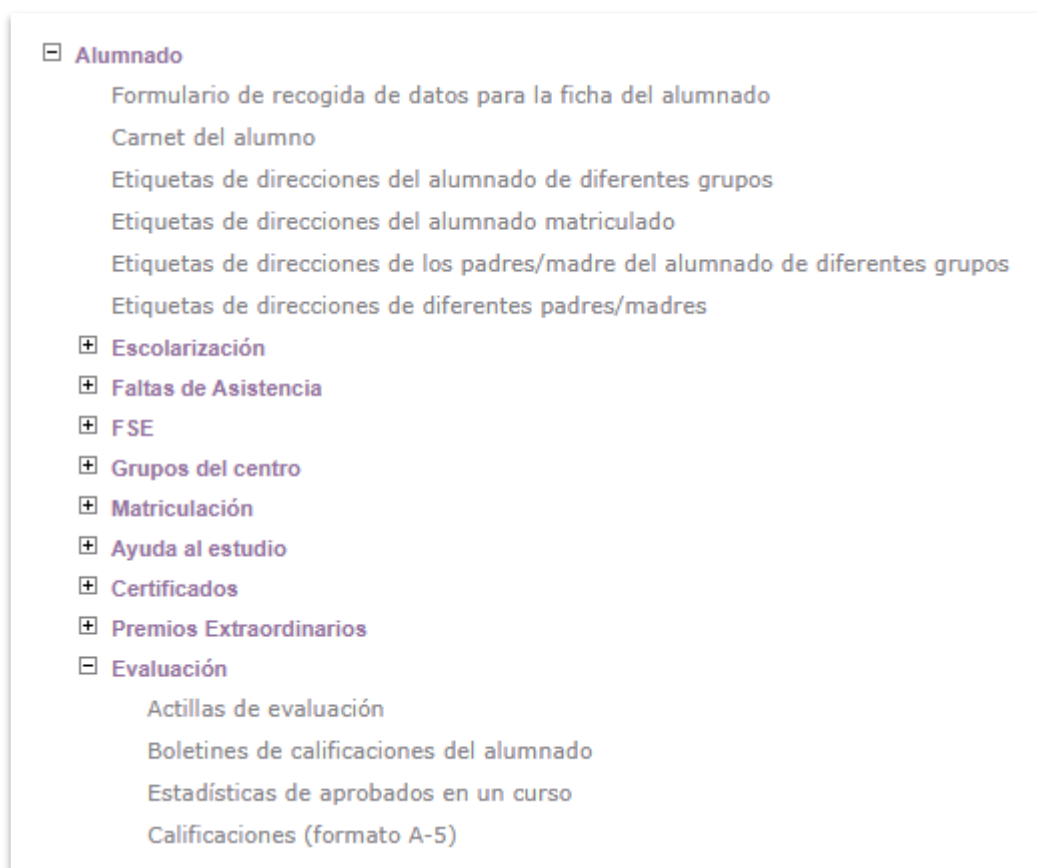 Alumnado
Formulario de recogida de datos para la ficha del alumnado
Carnet del alumno
Etiquetas de direcciones del alumnado de diferentes grupos
Etiquetas de direcciones del alumnado matriculado
Etiquetas de direcciones de los padres/madre del alumnado de diferentes grupos
Etiquetas de direcciones de diferentes padres/madres
Escolarización
Faltas de Asistencia
FSE
Grupos del centro
Matriculación
Ayuda al estudio
Certificados
Premios Extraordinarios
Evaluación
Actillas de evaluación
Boletines de calificaciones del alumnado
Estadísticas de aprobados en un curso
Calificaciones (formato A-5)